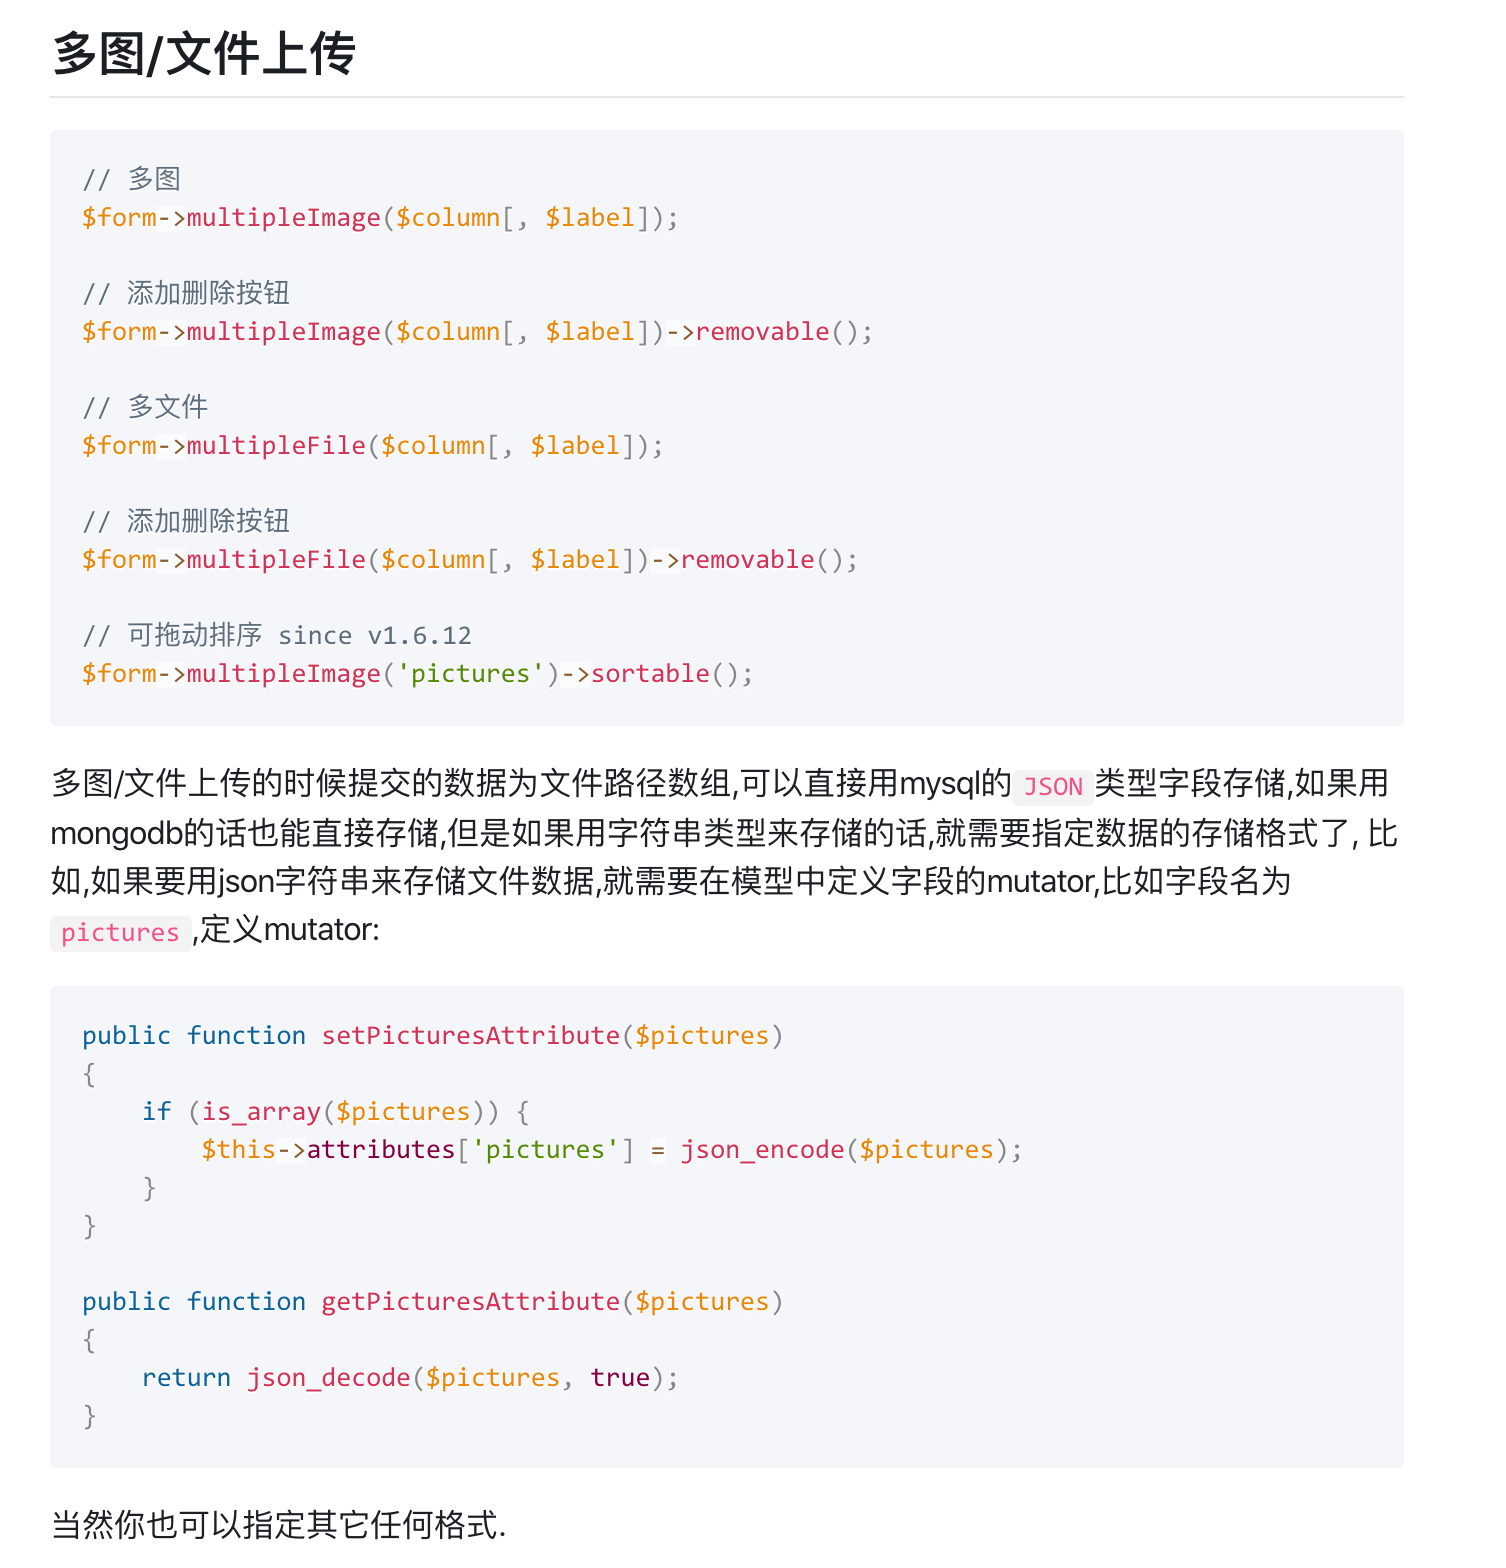 多图/文件上传
// 多图
$form->multipleImage($column[, $label]);
// 添加删除按钮
$form->multipleImage($column[, $label])->removable();
// 多文件
$form->multipleFile($column[, $label]);
// 添加删除按钮
$form->multipleFile($column[, $label])->removable();
// 可拖动排序 since v1.6.12
$form->multipleImage('pictures')->sortable();
多图/文件上传的时候提交的数据为文件路径数组,可以直接用mysql的 JSON 类型字段存储,如果用
mongodb的话也能直接存储,但是如果用字符串类型来存储的话,就需要指定数据的存储格式了, 比
如,如果要用json字符串来存储文件数据,就需要在模型中定义字段的mutator,比如字段名为
pictures ,定义mutator:
public function setPicturesAttribute($pictures)
{
    if (is_array($pictures)) {
        $this->attributes['pictures'] = json_encode($pictures);
    }
}
public function getPicturesAttribute($pictures)
{
    return json_decode($pictures, true);
}
当然你也可以指定其它任何格式.